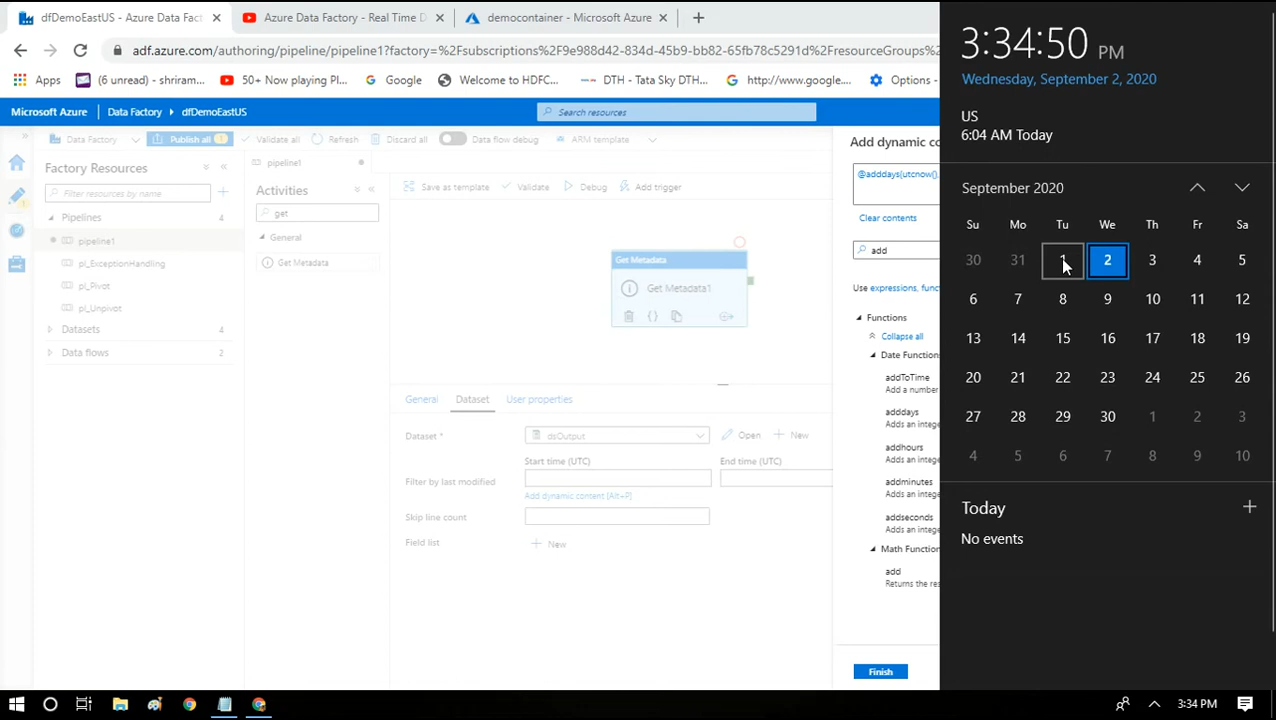 dfDemoEastUS - Azure Data Fact
Azure Data Factory - Real Time D
democontainer - Microsoft Azure
adf.azure.com/authoring/pipeline/pipeline1?factory=%2Fsubscriptions%2F9e988d42-834d-45b9-bb82-65fb78c5291d%2FresourceGroups%
Apps
(6 unread) - shriram...
50+ Now playing Pl...
Google
Welcome to HDFC...
DTH - Tata Sky DTH...
http://www.google....
Options -
Microsoft Azure
Data Factory
dfDemoEastUS
Search resources
Data Factory
Publish all
1
Validate all
Refresh
Discard all
Data flow debug
ARM template
Factory Resources
Filter resources by name
Pipelines
4
pipeline1
pl_ExceptionHandling
pl_Pivot
pl_Unpivot
Datasets
4
Data flows
2
pipeline1
Activities
get
General
Get Metadata
Save as template
Validate
Debug
Add trigger
Get Metadata
Get Metadata1
General
Dataset
User properties
Dataset *
dsOutput
Open
New
Start time (UTC)
End time (UTC)
Filter by last modified
Add dynamic content [Alt+P]
Skip line count
Field list
New
Add dynamic co
@adddays(utcnow(),
Clear contents
add
Use expressions, func
Functions
Collapse all
Date Function
addToTime
Add a number
adddays
Adds an intege
addhours
Adds an intege
addminutes
Adds an intege
addseconds
Adds an intege
Math Function
add
Returns the res
Finish
3:34:50 PM
Wednesday, September 2, 2020
US
6:04 AM Today
September 2020
Su Mo Tu We Th Fr Sa
30 31 1 2 3 4 5
6 7 8 9 10 11 12
13 14 15 16 17 18 19
20 21 22 23 24 25 26
27 28 29 30 1 2 3
4 5 6 7 8 9 10
Today
No events
3:34 PM